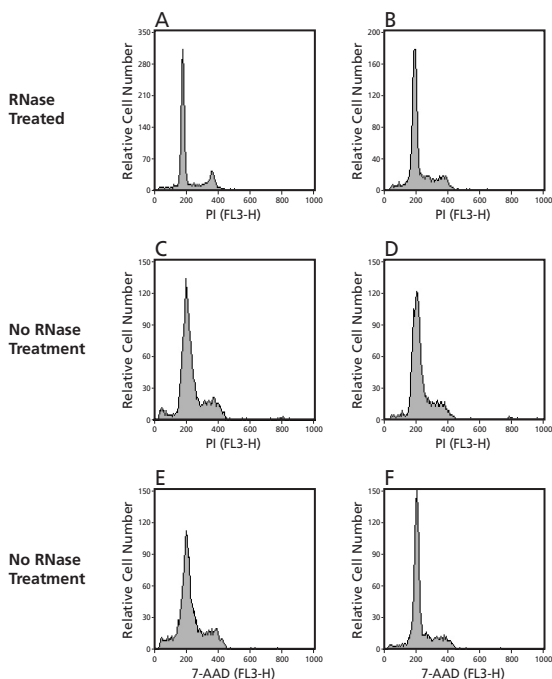 A
B
RNase
Treated
Relative Cell Number
350
280
210
140
70
0
0 200 400 600 800 1000
PI (FL3-H)
Relative Cell Number
200
160
120
80
40
0
0 200 400 600 800 1000
PI (FL3-H)
C
D
No RNase
Treatment
Relative Cell Number
150
120
90
60
30
0
0 200 400 600 800 1000
PI (FL3-H)
Relative Cell Number
150
120
90
60
30
0
0 200 400 600 800 1000
PI (FL3-H)
E
F
No RNase
Treatment
Relative Cell Number
150
120
90
60
30
0
0 200 400 600 800 1000
7-AAD (FL3-H)
Relative Cell Number
150
120
90
60
30
0
0 200 400 600 800 1000
7-AAD (FL3-H)